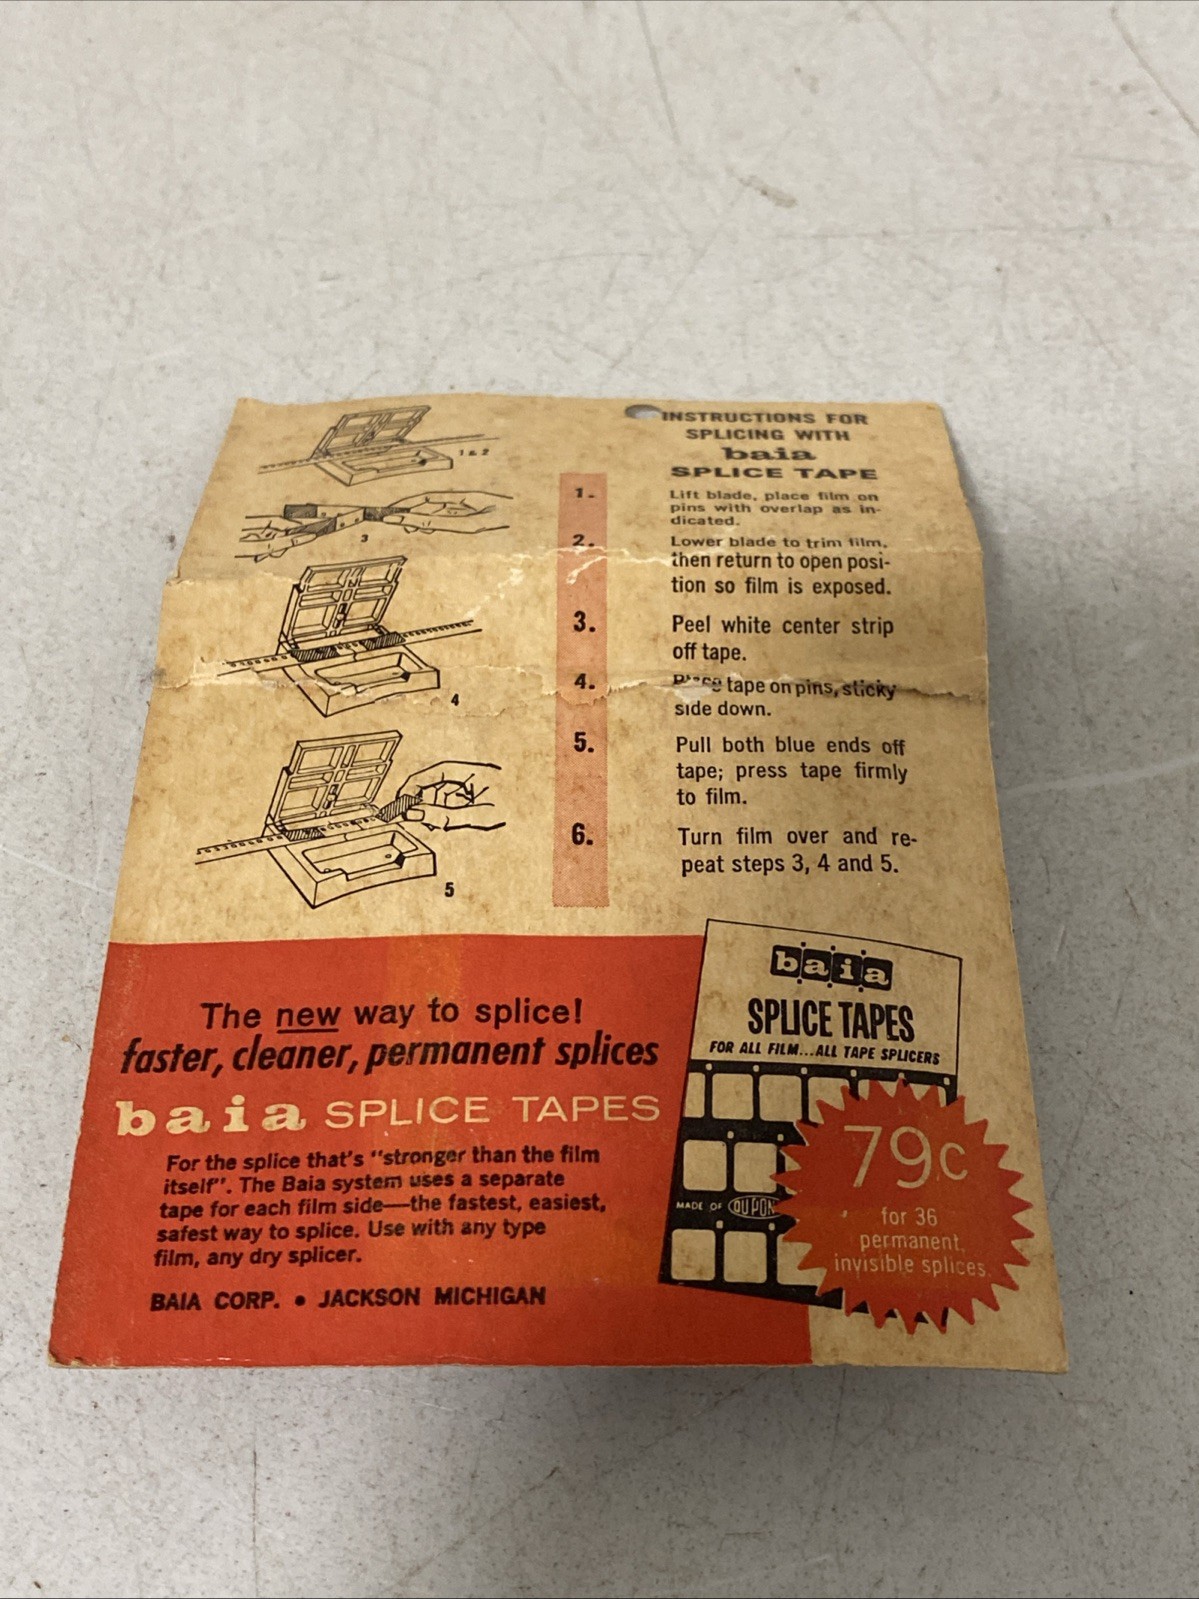 1 & 2
3
4
5
INSTRUCTIONS FOR
SPLICING WITH
baia
SPLICE TAPE
1. Lift blade, place film on
pins with overlap as in-
dicated.
2. Lower blade to trim film,
then return to open posi-
tion so film is exposed.
3. Peel white center strip
off tape.
4. Place tape on pins, sticky
side down.
5. Pull both blue ends off
tape; press tape firmly
to film.
6. Turn film over and re-
peat steps 3, 4 and 5.
The new way to splice!
faster, cleaner, permanent splices
baia SPLICE TAPES
For the splice that's "stronger than the film
itself". The Baia system uses a separate
tape for each film side—the fastest, easiest,
safest way to splice. Use with any type
film, any dry splicer.
BAIA CORP. • JACKSON MICHIGAN
baia
SPLICE TAPES
FOR ALL FILM...ALL TAPE SPLICERS
MADE OF DU PONT
79c
for 36
permanent,
invisible splices.